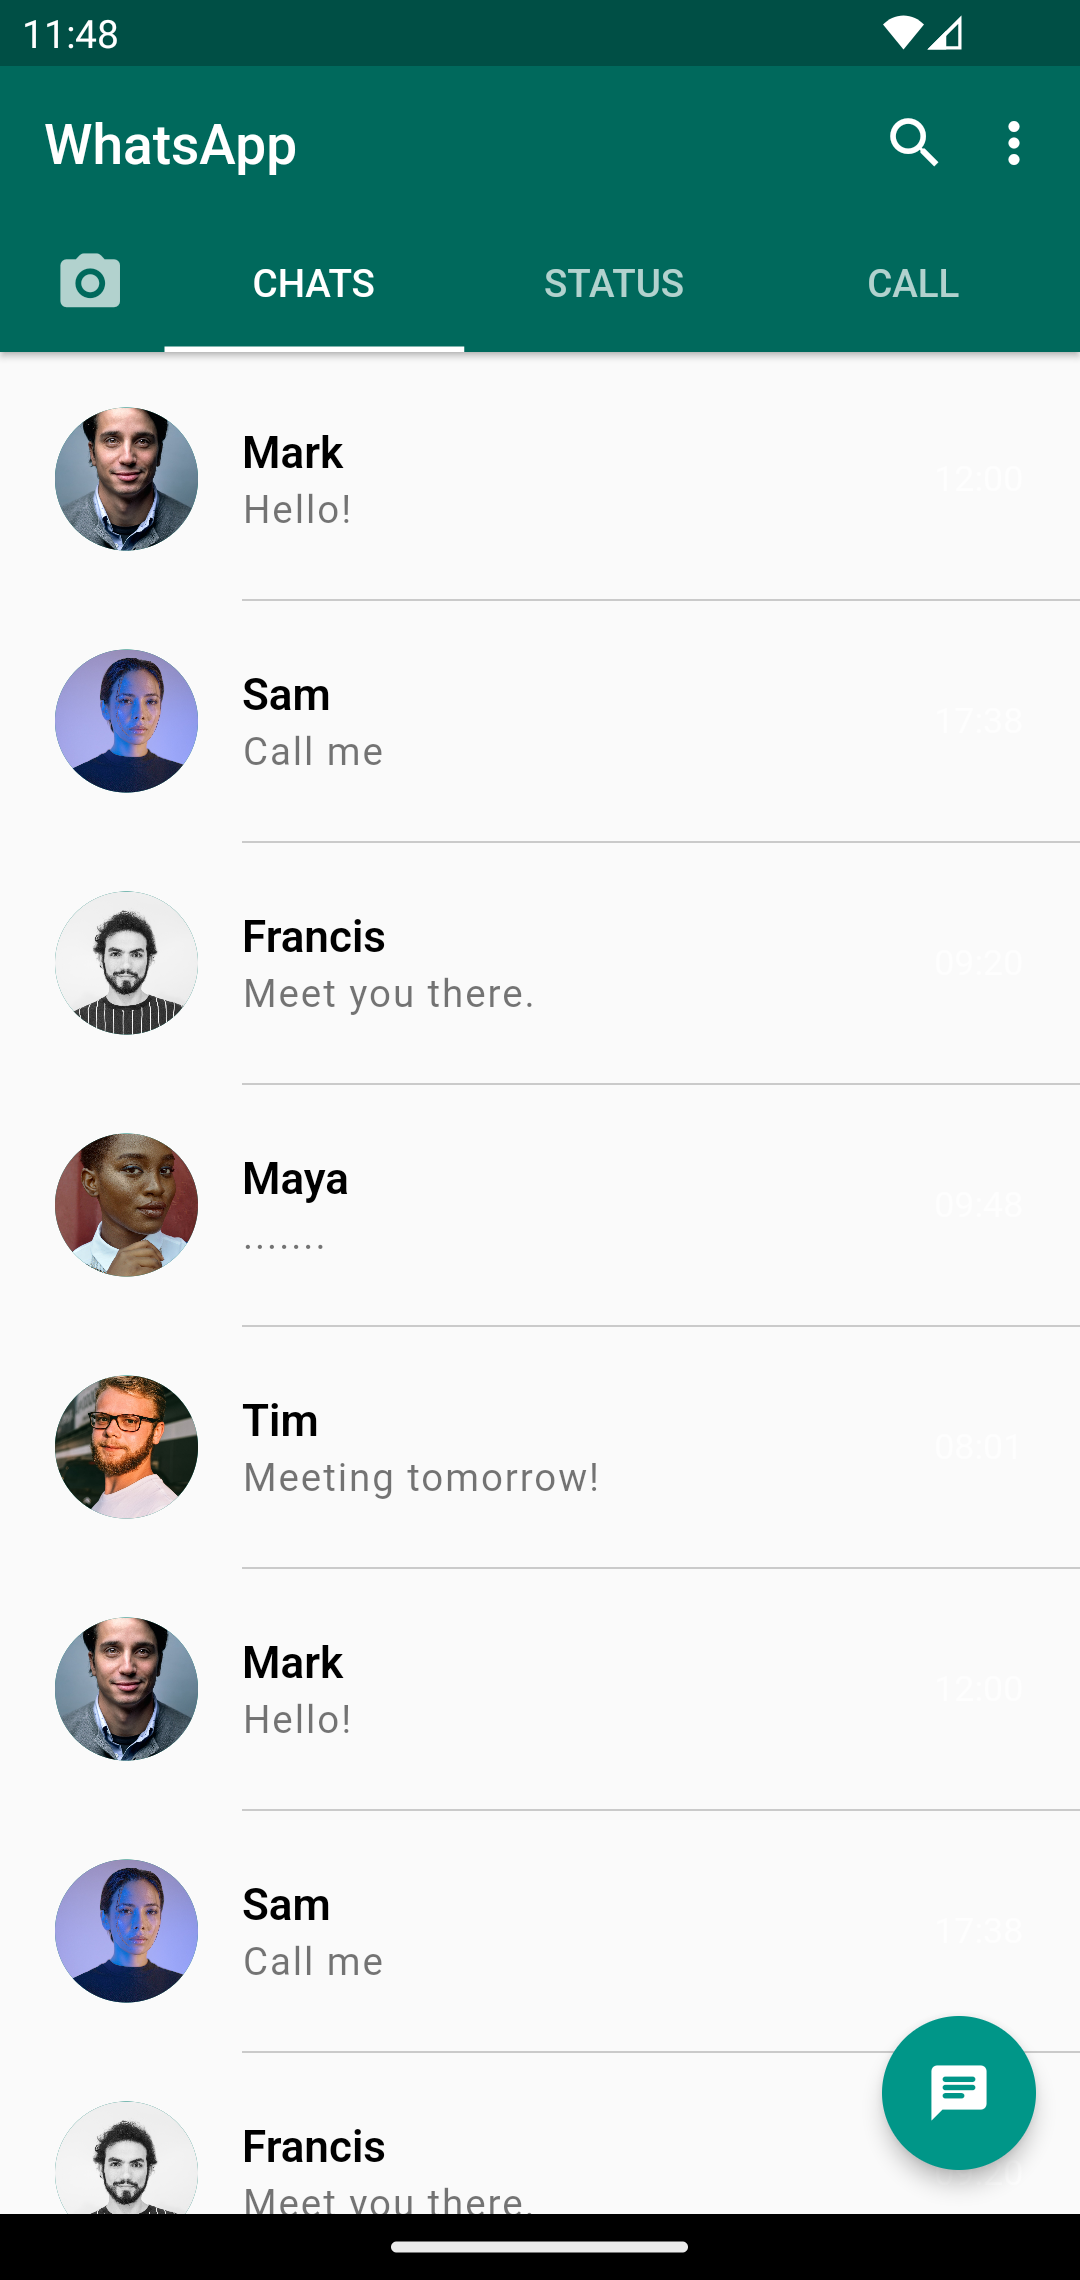 11:48
WhatsApp
CHATS STATUS CALL
Mark
Hello!
12:00
Sam
Call me
17:38
Francis
Meet you there.
09:20
Maya
.......
09:48
Tim
Meeting tomorrow!
08:01
Mark
Hello!
12:00
Sam
Call me
17:38
Francis
Meet you there.